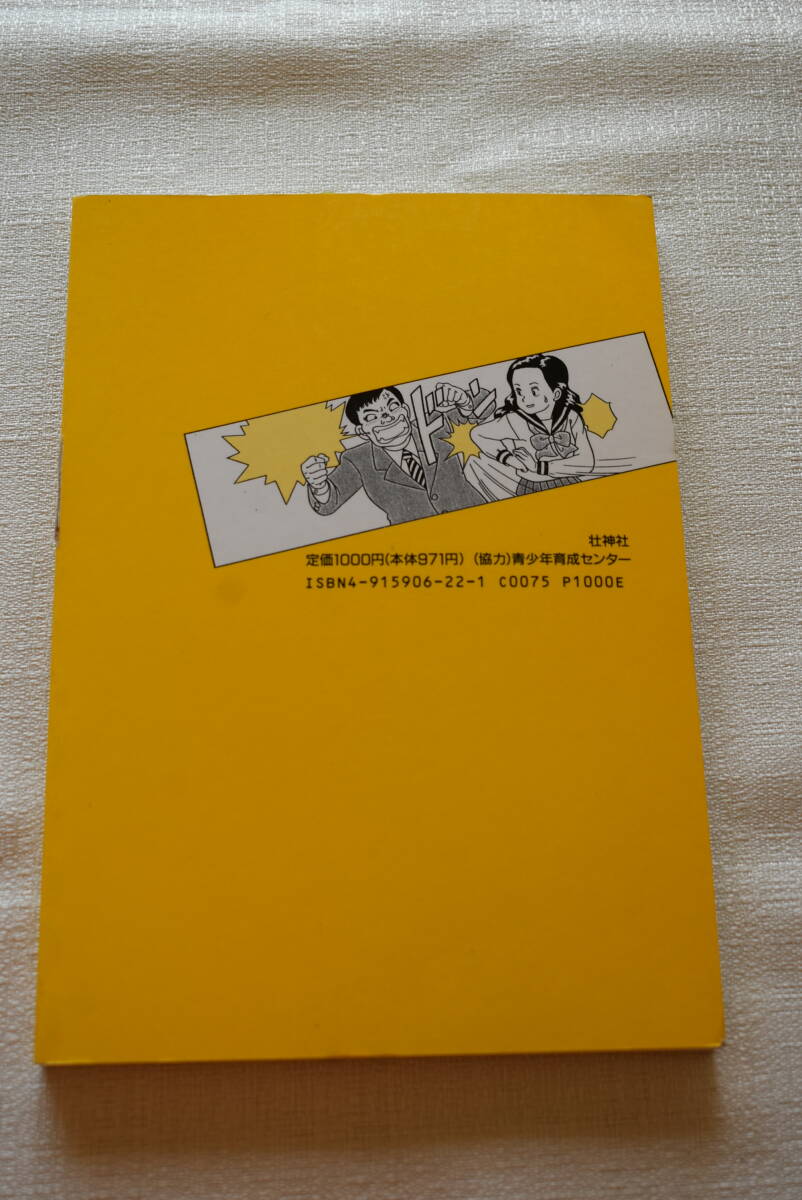 ドドン
壮神社
定価1000円(本体971円) (協力)青少年育成センター
ISBN4-915906-22-1 C0075 P1000E